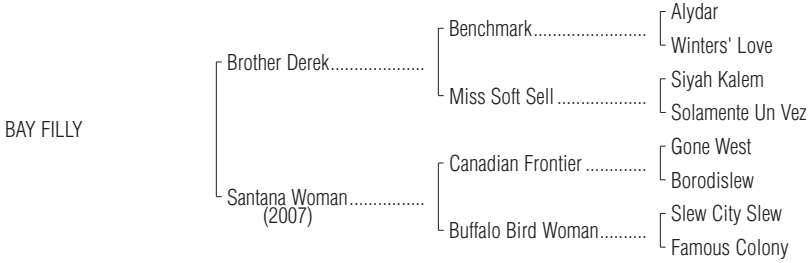 Alydar
Benchmark.......................
Winters' Love
Brother Derek...................
Siyah Kalem
Miss Soft Sell ..................
Solamente Un Vez
BAY FILLY
Gone West
Canadian Frontier ............
Borodislew
Santana Woman...............
(2007)
Slew City Slew
Buffalo Bird Woman..........
Famous Colony